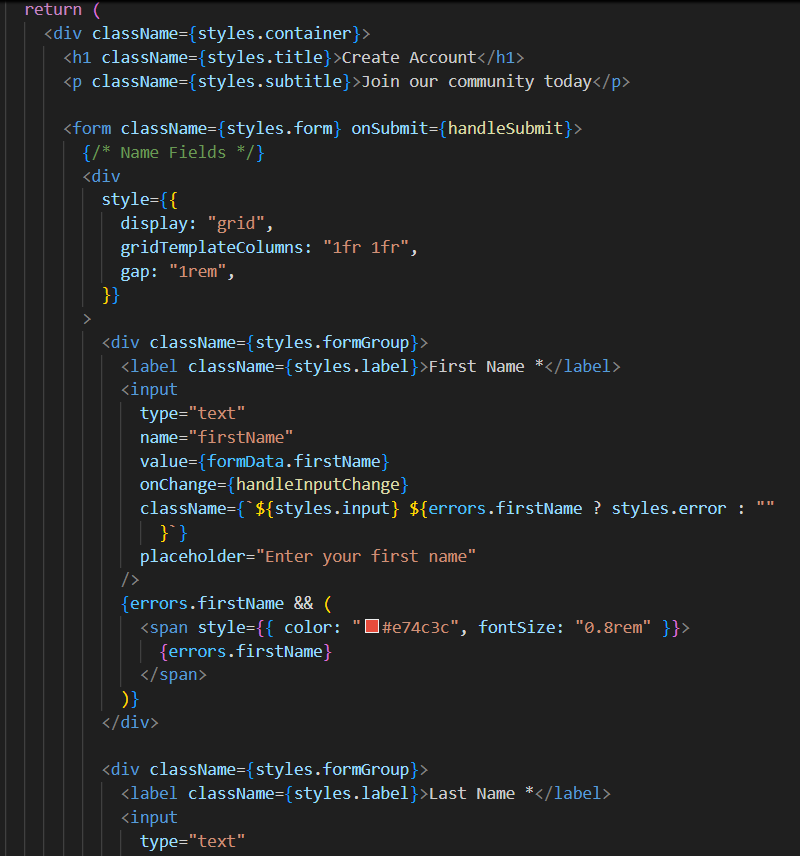 return (
<div className={styles.container}>
<h1 className={styles.title}>Create Account</h1>
<p className={styles.subtitle}>Join our community today</p>
<form className={styles.form} onSubmit={handleSubmit}>
{/* Name Fields */}
<div
style={{
display: "grid",
gridTemplateColumns: "1fr 1fr",
gap: "1rem",
}}
>
<div className={styles.formGroup}>
<label className={styles.label}>First Name *</label>
<input
type="text"
name="firstName"
value={formData.firstName}
onChange={handleInputChange}
className={`${styles.input} ${errors.firstName ? styles.error : ""
}`}
placeholder="Enter your first name"
/>
{errors.firstName && (
<span style={{ color: "#e74c3c", fontSize: "0.8rem" }}>
{errors.firstName}
</span>
)}
</div>
<div className={styles.formGroup}>
<label className={styles.label}>Last Name *</label>
<input
type="text"